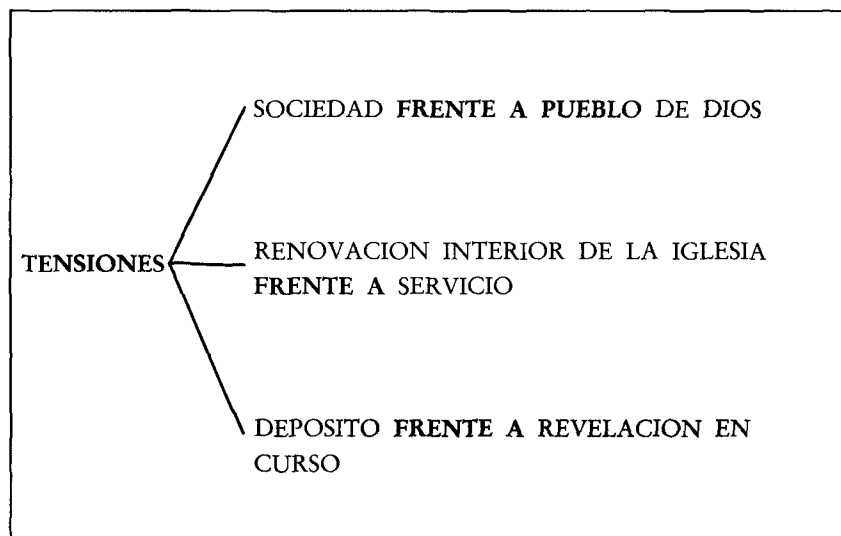 SOCIEDAD FRENTE A PUEBLO DE DIOS
TENSIONES
RENOVACION INTERIOR DE LA IGLESIA
FRENTE A SERVICIO
DEPOSITO FRENTE A REVELACION EN
CURSO